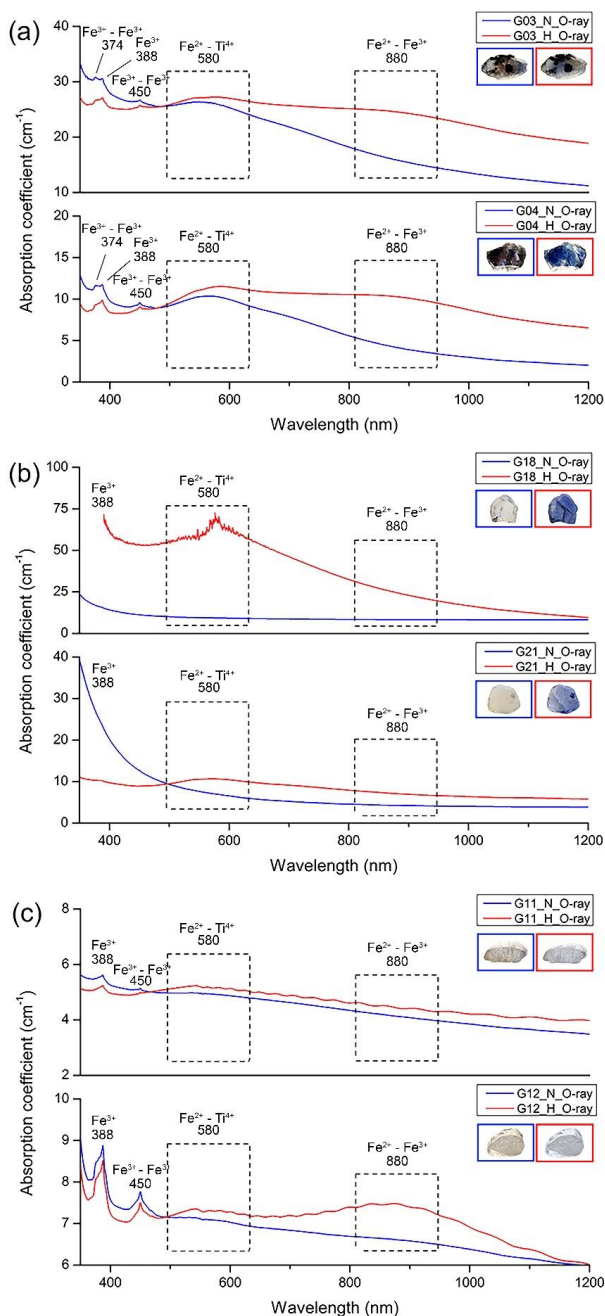 (a)
G03_N_O-ray
G03_H_O-ray
Fe³⁺ - Fe³⁺
374
Fe³⁺
388
Fe³⁺ - Fe³⁺
450
Fe²⁺ - Ti⁴⁺
580
Fe²⁺ - Fe³⁺
880
40
30
20
10
G04_N_O-ray
G04_H_O-ray
Fe³⁺ - Fe³⁺
374
Fe³⁺
388
Fe³⁺ - Fe³⁺
450
Fe²⁺ - Ti⁴⁺
580
Fe²⁺ - Fe³⁺
880
20
15
10
5
0
Absorption coefficient (cm⁻¹)
400 600 800 1000 1200
Wavelength (nm)
(b)
G18_N_O-ray
G18_H_O-ray
Fe³⁺
388
Fe²⁺ - Ti⁴⁺
580
Fe²⁺ - Fe³⁺
880
100
75
50
25
0
G21_N_O-ray
G21_H_O-ray
Fe³⁺
388
Fe²⁺ - Ti⁴⁺
580
Fe²⁺ - Fe³⁺
880
40
30
20
10
0
Absorption coefficient (cm⁻¹)
400 600 800 1000 1200
Wavelength (nm)
(c)
G11_N_O-ray
G11_H_O-ray
Fe³⁺
388
Fe³⁺ - Fe³⁺
450
Fe²⁺ - Ti⁴⁺
580
Fe²⁺ - Fe³⁺
880
8
6
4
2
G12_N_O-ray
G12_H_O-ray
Fe³⁺
388
Fe³⁺ - Fe³⁺
450
Fe²⁺ - Ti⁴⁺
580
Fe²⁺ - Fe³⁺
880
10
9
8
7
6
Absorption coefficient (cm⁻¹)
400 600 800 1000 1200
Wavelength (nm)